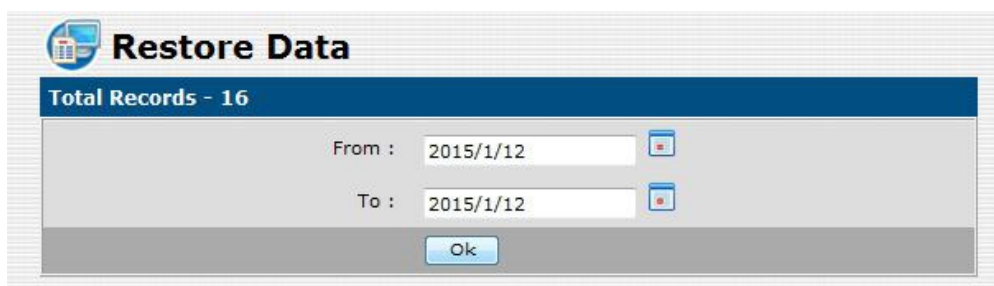 Restore Data
Total Records - 16
From : 2015/1/12
To : 2015/1/12
Ok